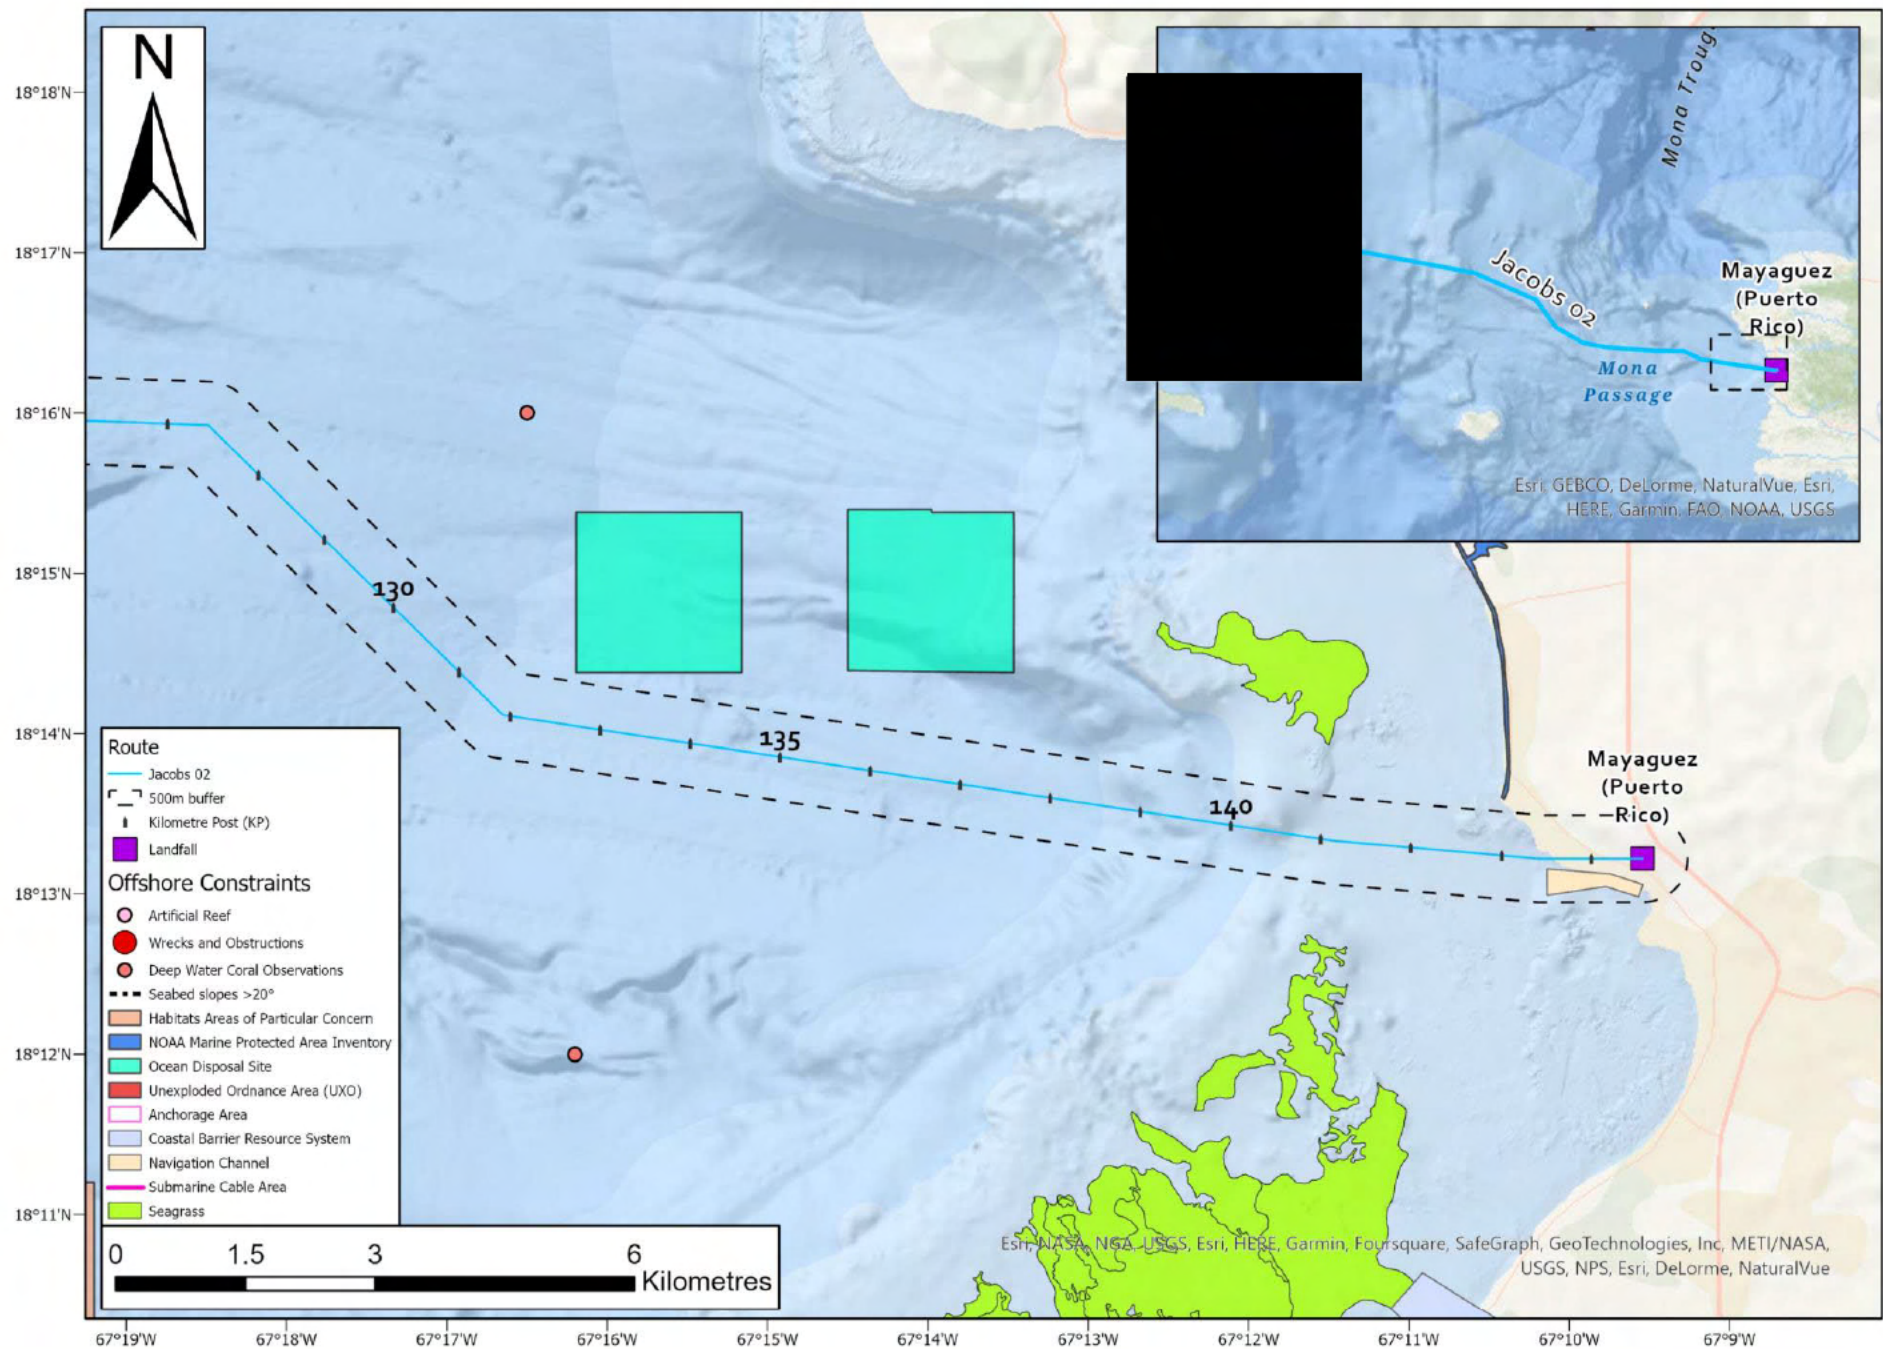 N
18°18'N
18°17'N
18°16'N
18°15'N
18°14'N
18°13'N
18°12'N
18°11'N
Mona Troug
Jacobs 02
Mayaguez
(Puerto
Rico)
Mona
Passage
Esri, GEBCO, DeLorme, NaturalVue, Esri,
HERE, Garmin, FAO, NOAA, USGS
130
135
140
Mayaguez
(Puerto
Rico)
Route
Jacobs 02
500m buffer
Kilometre Post (KP)
Landfall
Offshore Constraints
Artificial Reef
Wrecks and Obstructions
Deep Water Coral Observations
Seabed slopes >20°
Habitats Areas of Particular Concern
NOAA Marine Protected Area Inventory
Ocean Disposal Site
Unexploded Ordnance Area (UXO)
Anchorage Area
Coastal Barrier Resource System
Navigation Channel
Submarine Cable Area
Seagrass
0 1.5 3 6
Kilometres
Esri, NASA, NGA, USGS, Esri, HERE, Garmin, Foursquare, SafeGraph, GeoTechnologies, Inc, METI/NASA,
USGS, NPS, Esri, DeLorme, NaturalVue
67°19'W 67°18'W 67°17'W 67°16'W 67°15'W 67°14'W 67°13'W 67°12'W 67°11'W 67°10'W 67°9'W